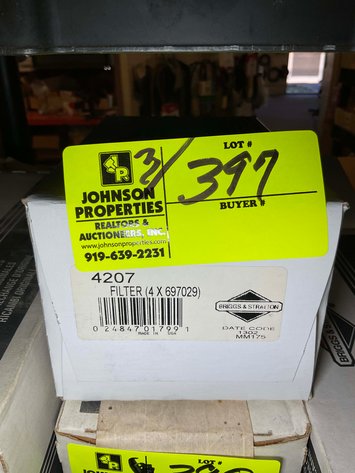 LOT #
3/397
BUYER #
JOHNSON
PROPERTIES
REALTORS &
AUCTIONEERS, INC.
www.johnsonproperties.com
919-639-2231
4207
FILTER (4 X 697029)
BRIGGS & STRATTON
0 24847 01799 1
MADE IN USA
DATE CODE
1302
MM175
LOT #